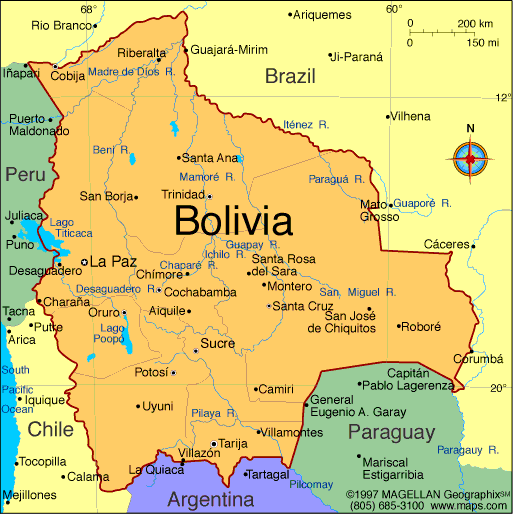 68°
60°
Rio Branco
Ariquemes
0 200 km
0 150 mi
Riberalta
Guajará-Mirim
Ji-Paraná
Iñapari
Cobija
Madre de Dios R.
Brazil
12°
Puerto
Maldonado
Iténez R.
Vilhena
N
Beni R.
Santa Ana
Peru
Mamoré R.
Paraguá R.
San Borja
Trinidad
Mato
Grosso
Guaporé R.
Juliaca
Lago
Titicaca
Bolivia
Puno
Guapay R.
Cáceres
Ichilo R.
Desaguadero
La Paz
Chaparé R.
Santa Rosa
del Sara
Chímore
Montero
Desaguadero R.
Cochabamba
San Miguel R.
Charaña
Tacna
Oruro
Aiquile
Santa Cruz
San José
de Chiquitos
Roboré
Putre
Arica
Lago
Poopó
Sucre
Corumbá
South
Pacific
Ocean
Potosí
Capitán
Pablo Lagerenza
20°
Camiri
Iquique
Uyuni
Pilaya R.
General
Eugenio A. Garay
Chile
Villamontes
Paraguay
Tarija
Villazón
Paraguay R.
Tocopilla
La Quiaca
Mariscal
Estigarribia
Calama
Tartagal
Pilcomay
Mejillones
Argentina
©1997 MAGELLAN Geographix℠
(805) 685-3100 www.maps.com